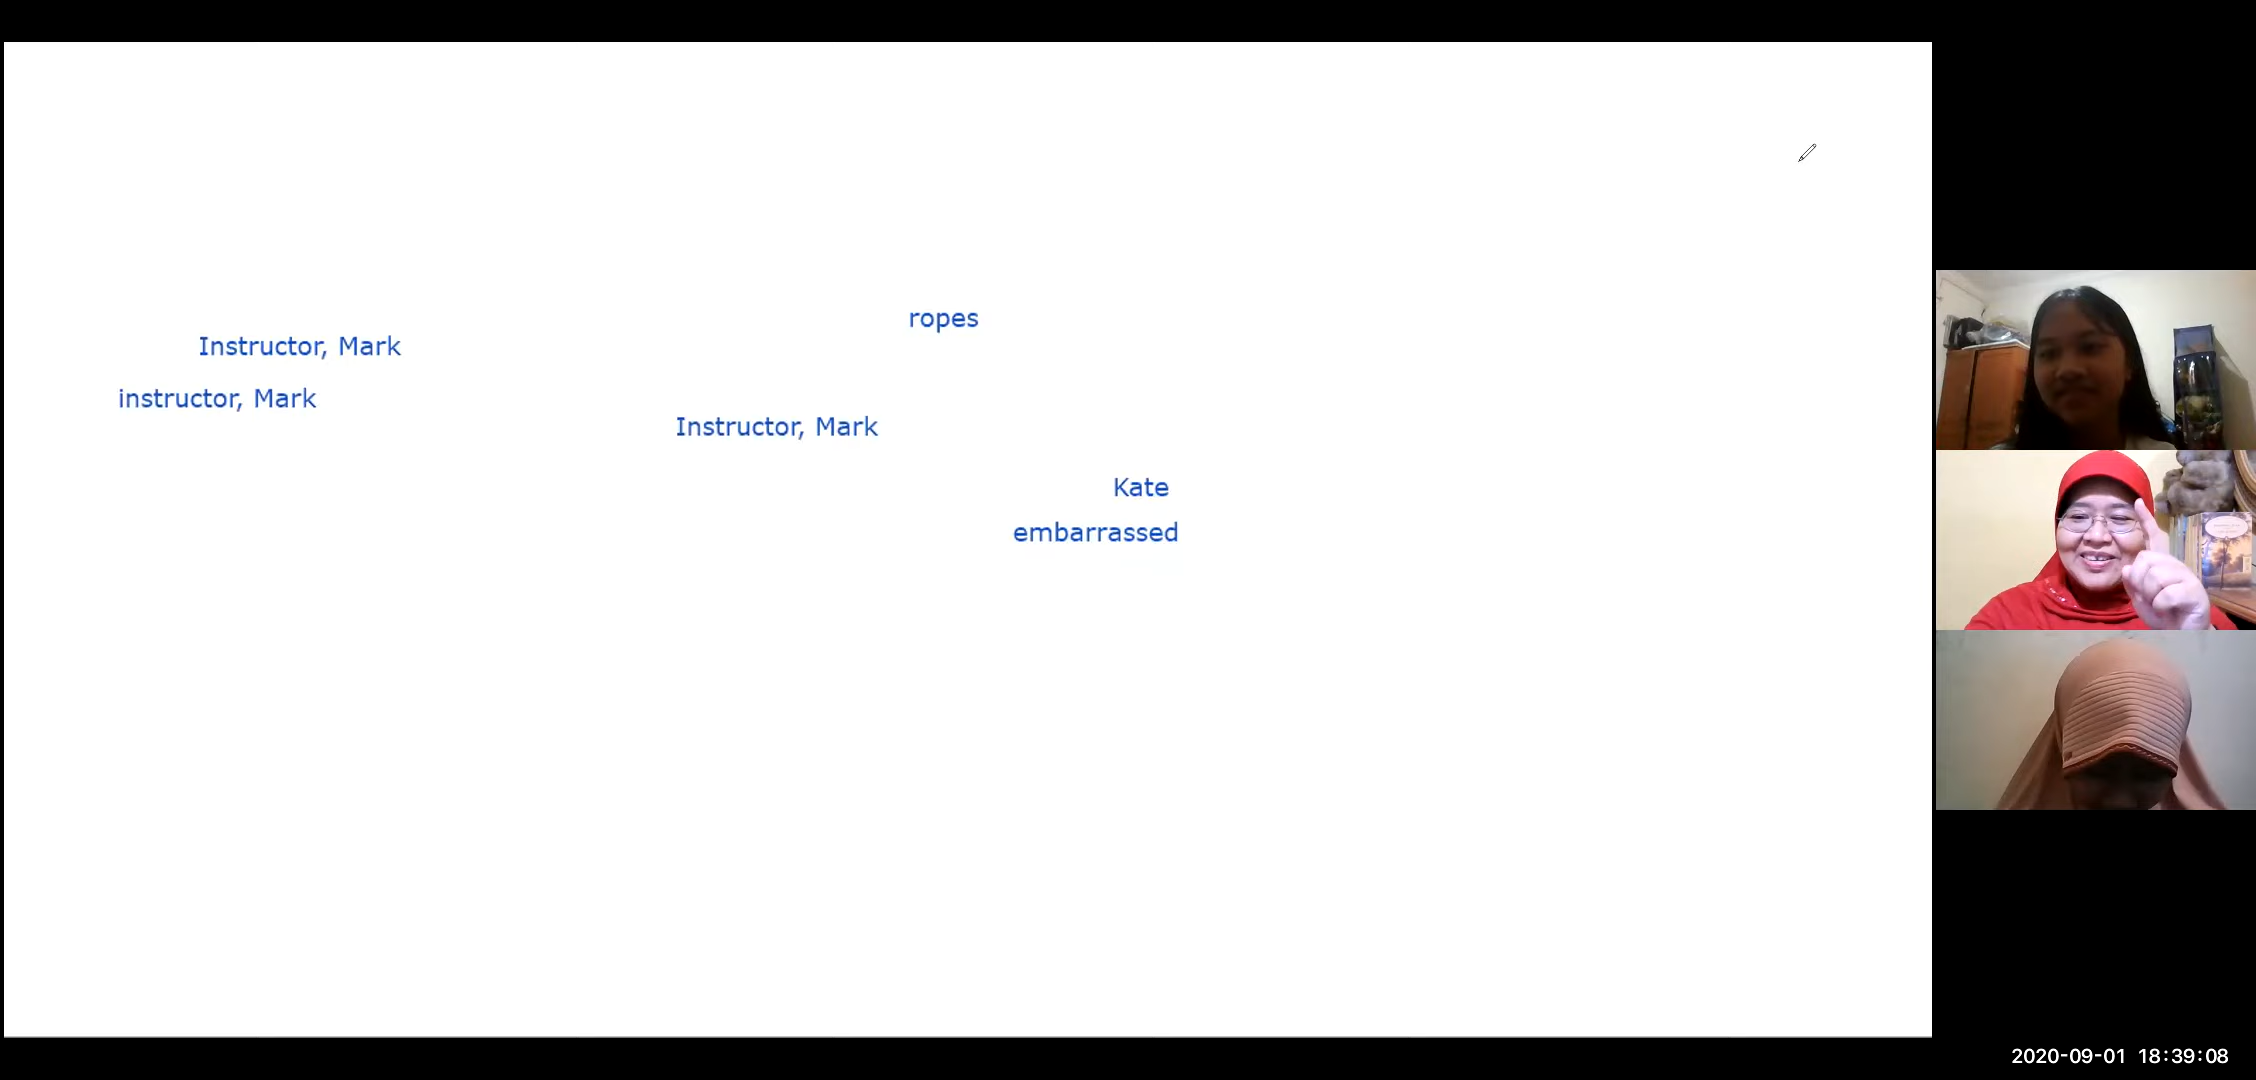 ropes
Instructor, Mark
instructor, Mark
Instructor, Mark
Kate
embarrassed
2020-09-01 18:39:08